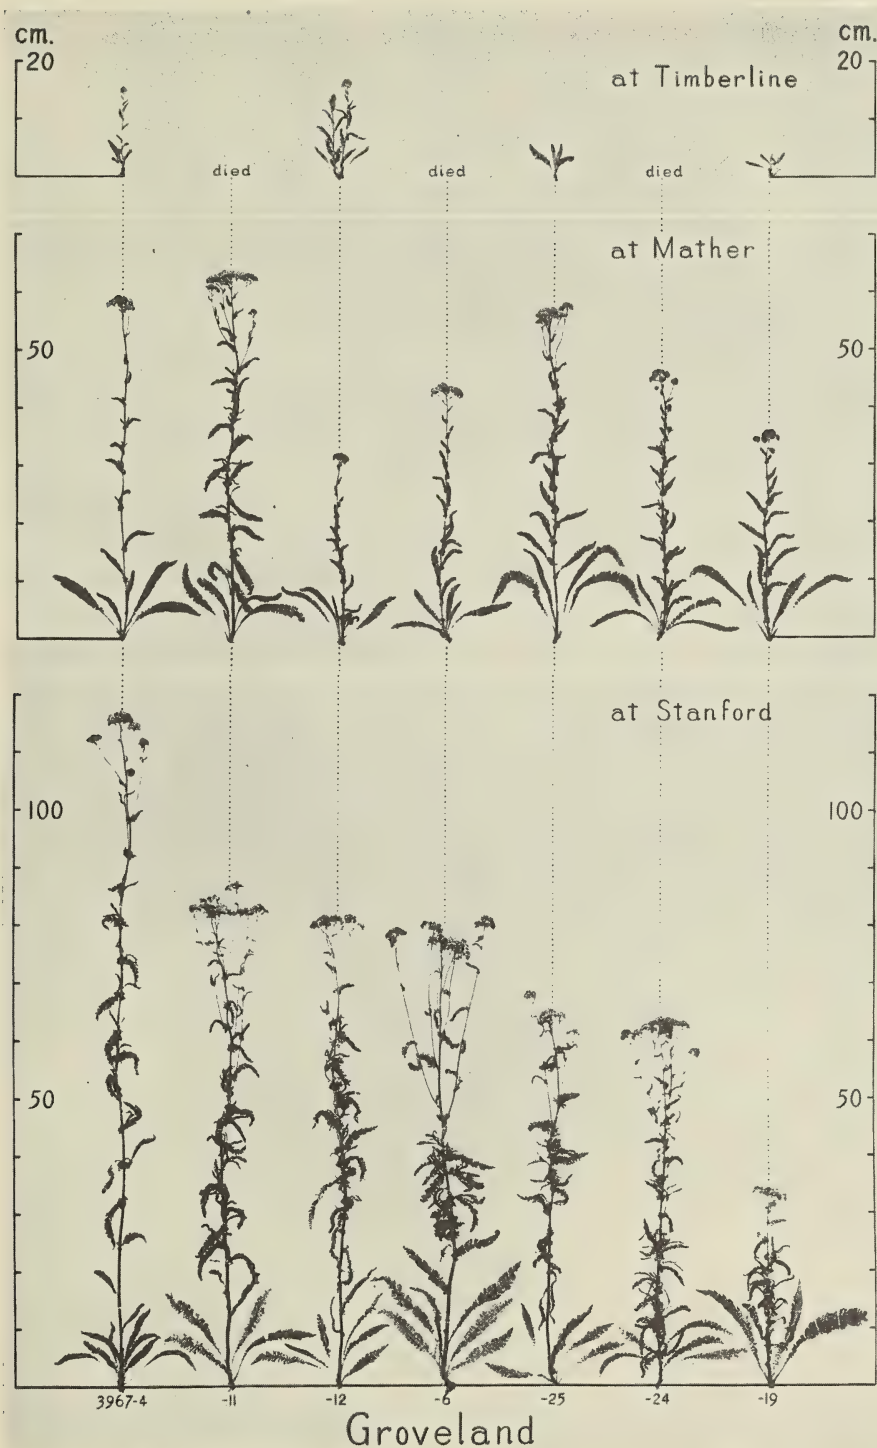 cm. cm.
20 at Timberline 20
died died died
at Mather
50 50
at Stanford
100 100
50 50
3967-4 -11 -12 -6 -25 -24 -19
Groveland